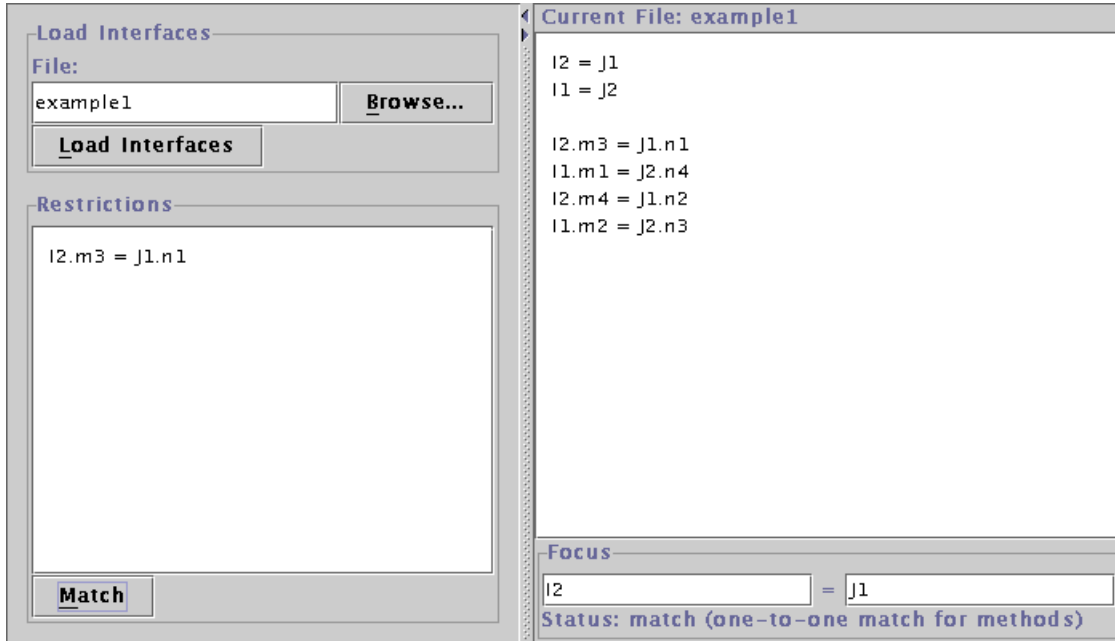 Load Interfaces
File:
example1
Browse...
Load Interfaces
Restrictions
I2.m3 = J1.n1
Match
Current File: example1
I2 = J1
I1 = J2
I2.m3 = J1.n1
I1.m1 = J2.n4
I2.m4 = J1.n2
I1.m2 = J2.n3
Focus
I2 = J1
Status: match (one-to-one match for methods)